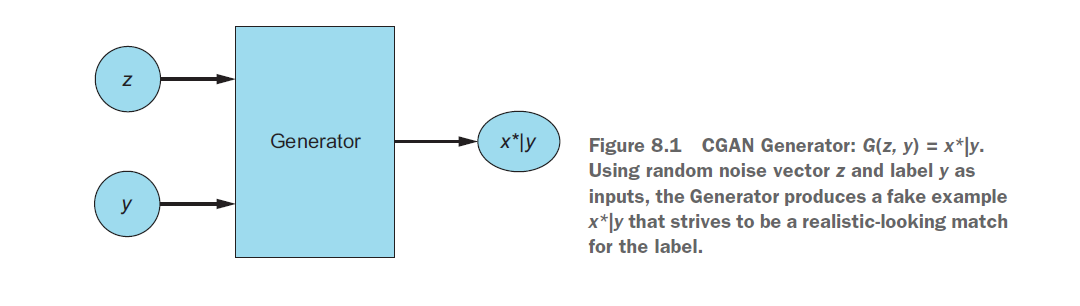 z
y
Generator
x*|y
Figure 8.1 CGAN Generator: G(z, y) = x*|y.
Using random noise vector z and label y as
inputs, the Generator produces a fake example
x*|y that strives to be a realistic-looking match
for the label.